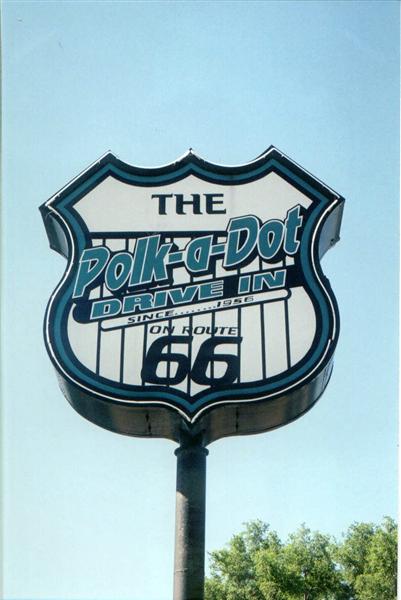 THE
Polk-a-Dot
DRIVE IN
SINCE........1956
ON ROUTE
66